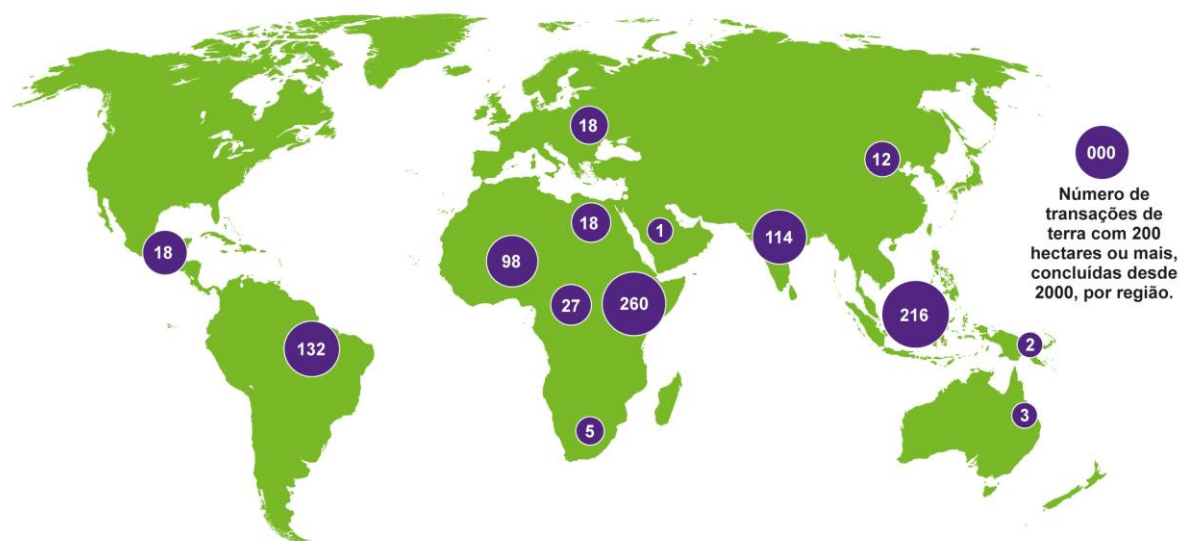 18
12
18
1
114
18
98
27
260
216
132
2
3
5
000
Número de
transações de
terra com 200
hectares ou mais,
concluídas desde
2000, por região.